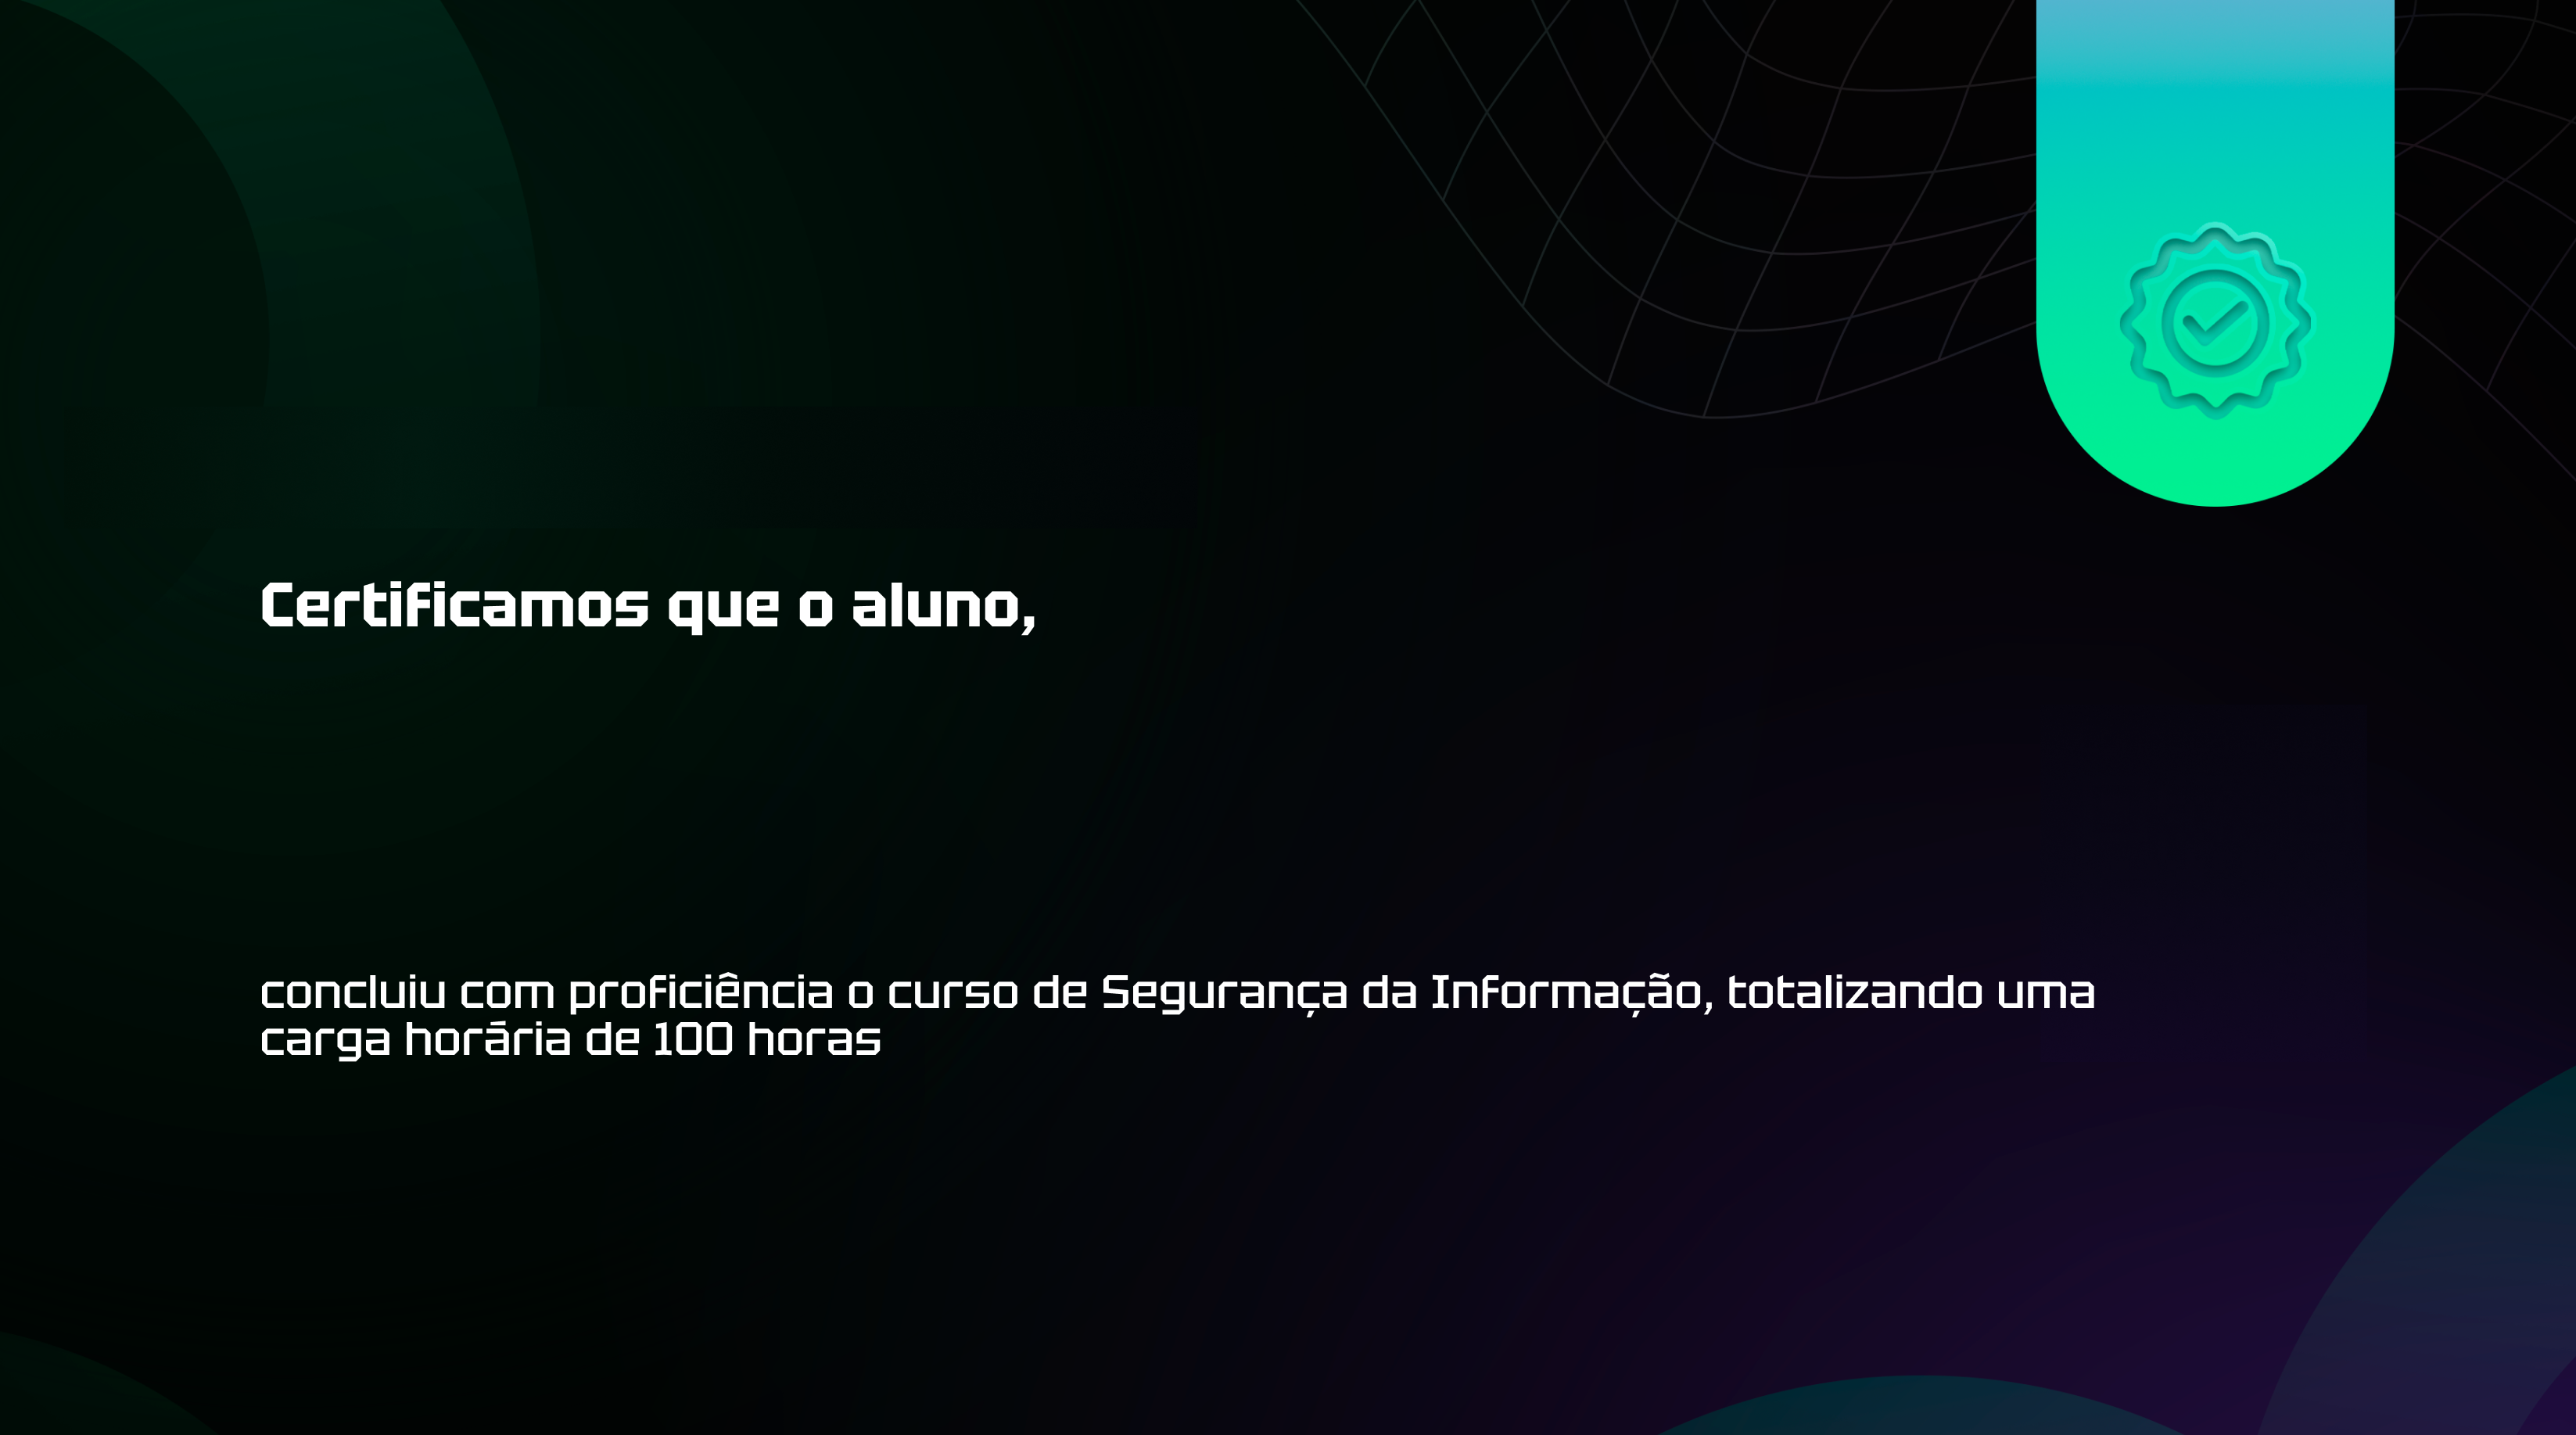 Certificamos que o aluno,
concluiu com proficiência o curso de Segurança da Informação, totalizando uma
carga horária de 100 horas